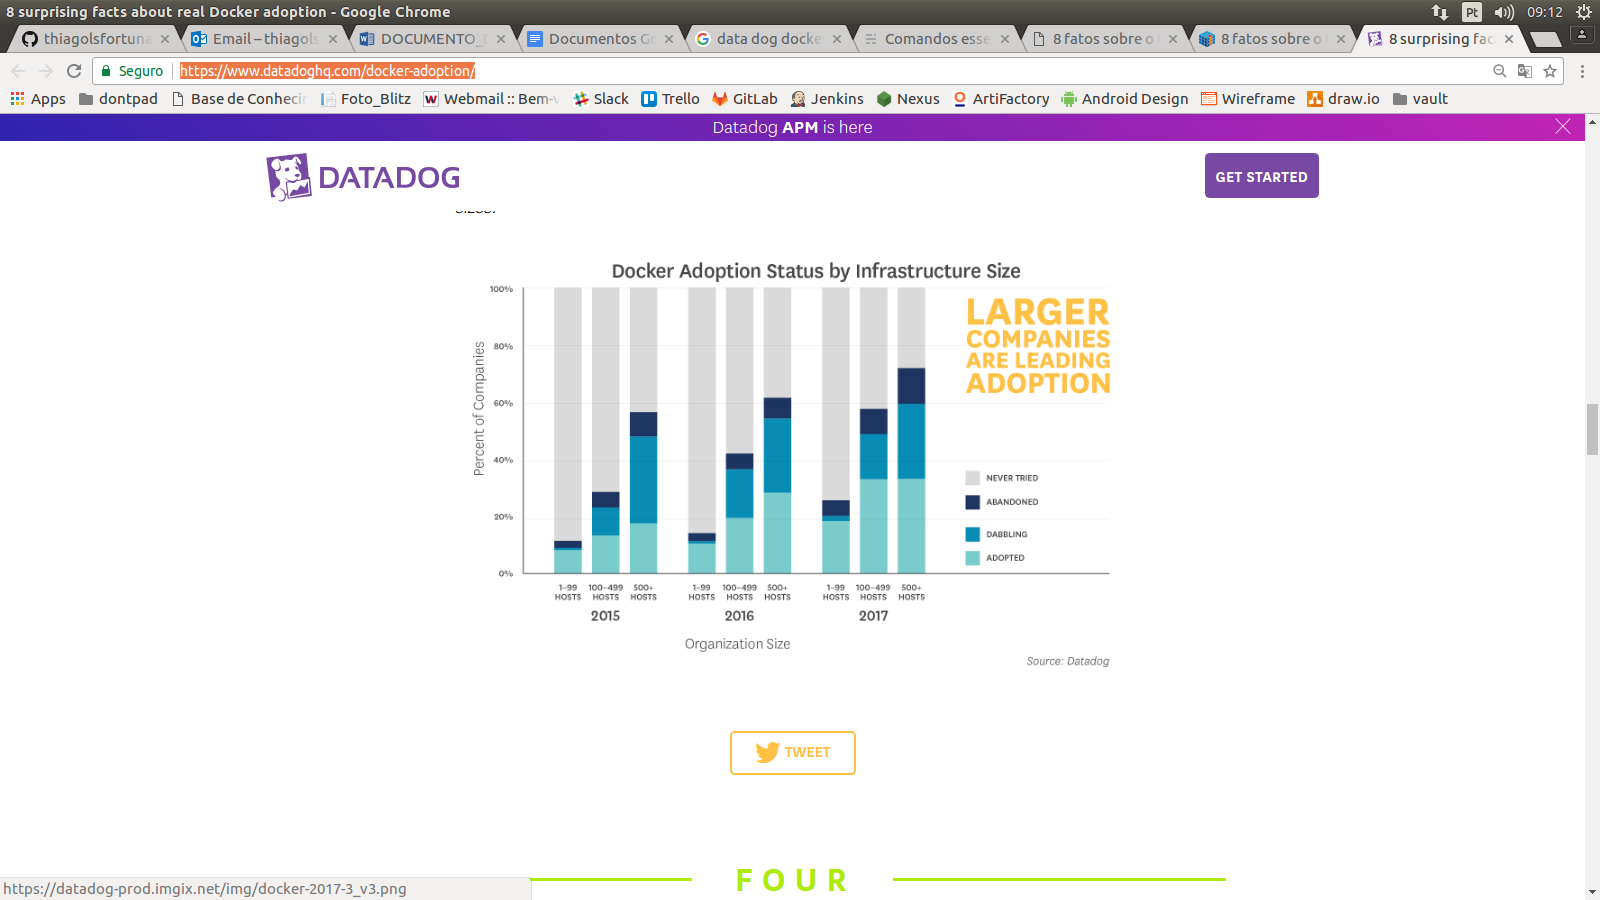 8 surprising facts about real Docker adoption - Google Chrome
Pt
09:12
thiagolsfortuna
Email – thiagols
DOCUMENTO_
Documentos Go
data dog docke
Comandos esse
8 fatos sobre o
8 fatos sobre o
8 surprising fac
Seguro
https://www.datadoghq.com/docker-adoption/
Apps
dontpad
Base de Conheci
Foto_Blitz
Webmail :: Bem-v
Slack
Trello
GitLab
Jenkins
Nexus
ArtiFactory
Android Design
Wireframe
draw.io
vault
Datadog APM is here
DATADOG
GET STARTED
Docker Adoption Status by Infrastructure Size
Percent of Companies
100%
80%
60%
40%
20%
0%
LARGER
COMPANIES
ARE LEADING
ADOPTION
NEVER TRIED
ABANDONED
DABBLING
ADOPTED
1–99 HOSTS
100–499 HOSTS
500+ HOSTS
1–99 HOSTS
100–499 HOSTS
500+ HOSTS
1–99 HOSTS
100–499 HOSTS
500+ HOSTS
2015
2016
2017
Organization Size
Source: Datadog
TWEET
FOUR
https://datadog-prod.imgix.net/img/docker-2017-3_v3.png